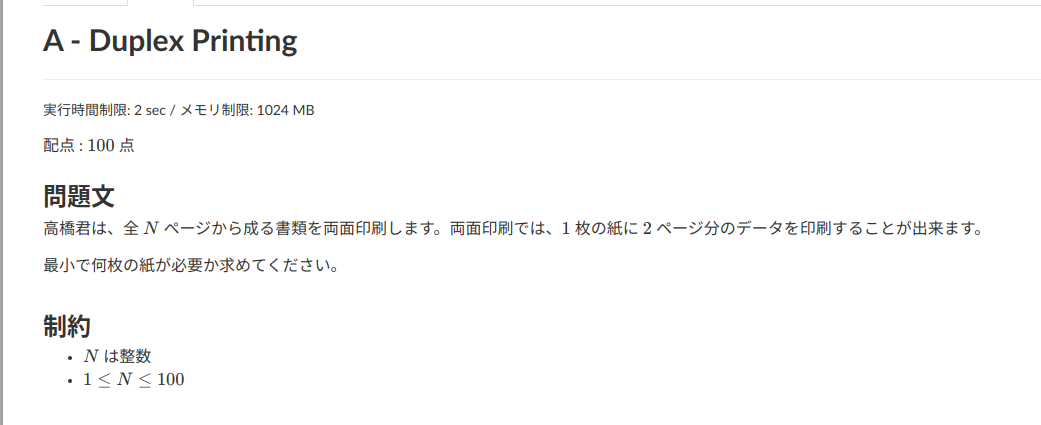 A - Duplex Printing
実行時間制限: 2 sec / メモリ制限: 1024 MB
配点 : 100 点
問題文
高橋君は、全 N ページから成る書類を両面印刷します。両面印刷では、1 枚の紙に 2 ページ分のデータを印刷することが出来ます。
最小で何枚の紙が必要か求めてください。
制約
• N は整数
• 1 ≤ N ≤ 100